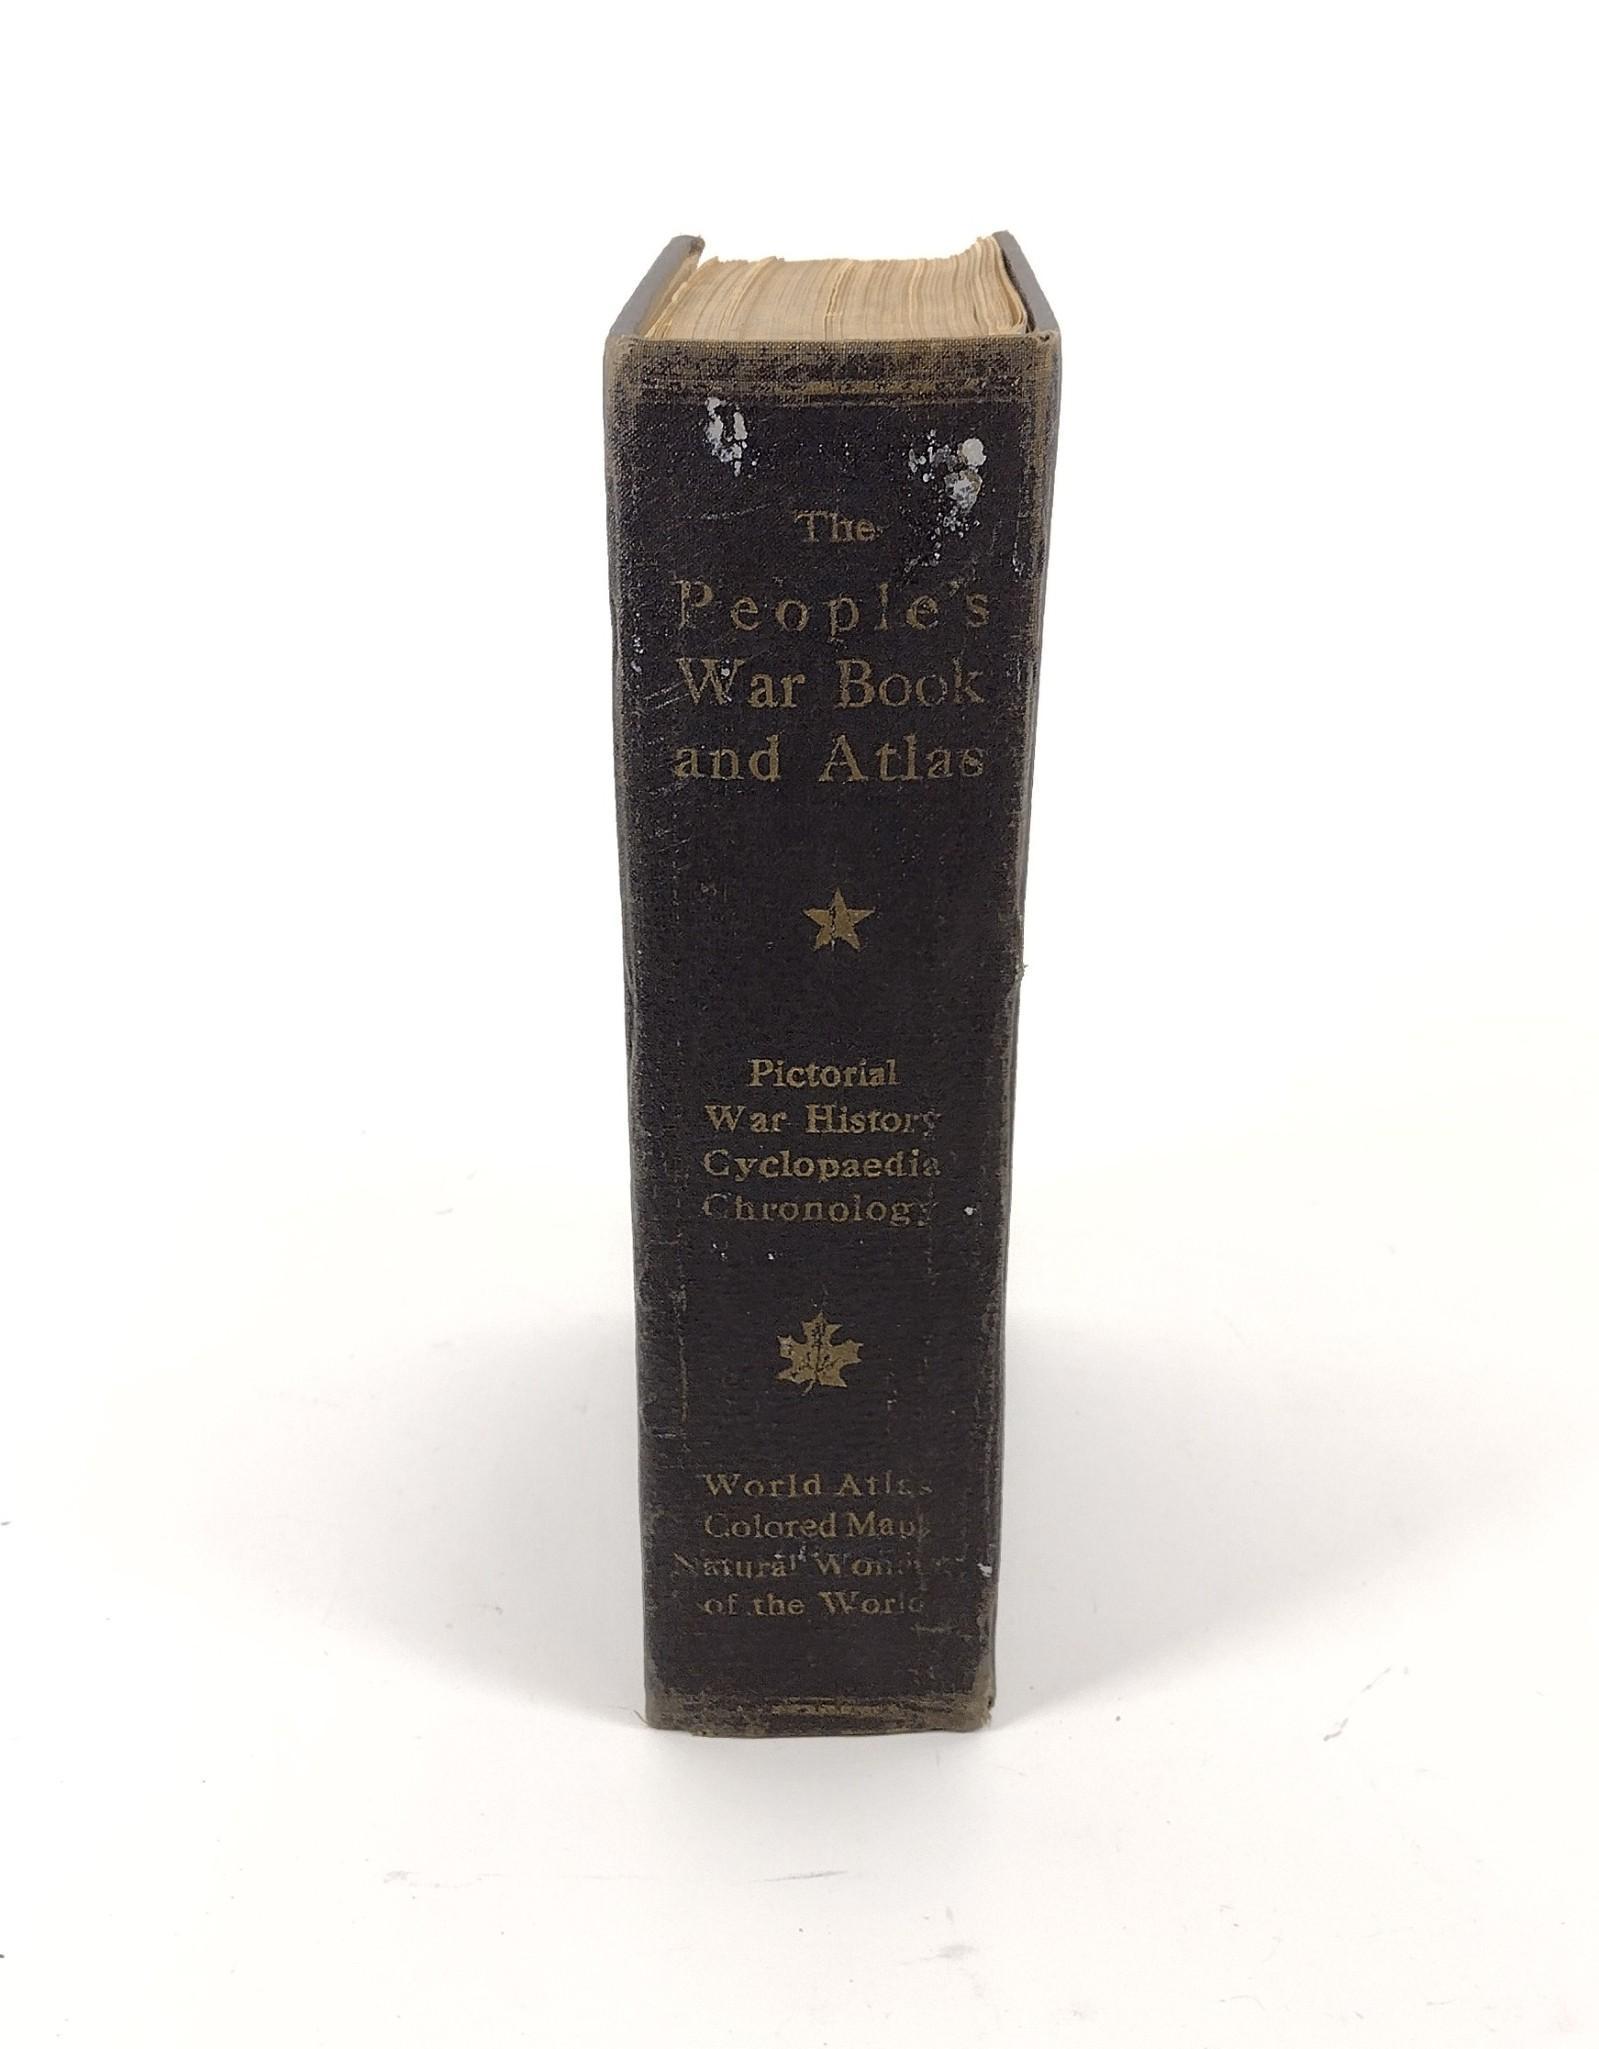 The
People's
War Book
and Atlas
Pictorial
War History
Cyclopaedia
Chronology
World Atlas
Colored Maps
Natural Wonders
of the World